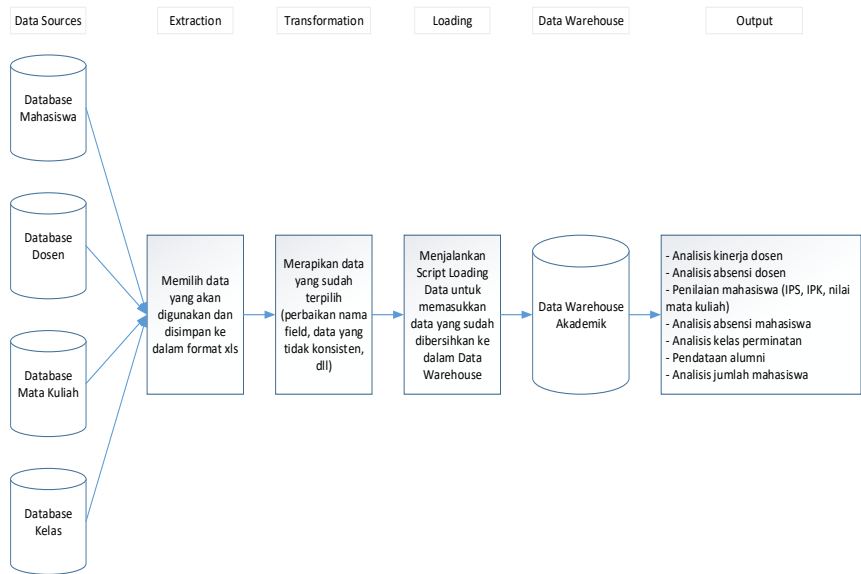 Data Sources
Extraction
Transformation
Loading
Data Warehouse
Output
Database
Mahasiswa
Database
Dosen
Database
Mata Kuliah
Database
Kelas
Memilih data
yang akan
digunakan dan
disimpan ke
dalam format xls
Merapikan data
yang sudah
terpilih
(perbaikan nama
field, data yang
tidak konsisten,
dll)
Menjalankan
Script Loading
Data untuk
memasukkan
data yang sudah
dibersihkan ke
dalam Data
Warehouse
Data Warehouse
Akademik
- Analisis kinerja dosen
- Analisis absensi dosen
- Penilaian mahasiswa (IPS, IPK, nilai
mata kuliah)
- Analisis absensi mahasiswa
- Analisis kelas perminatan
- Pendataan alumni
- Analisis jumlah mahasiswa